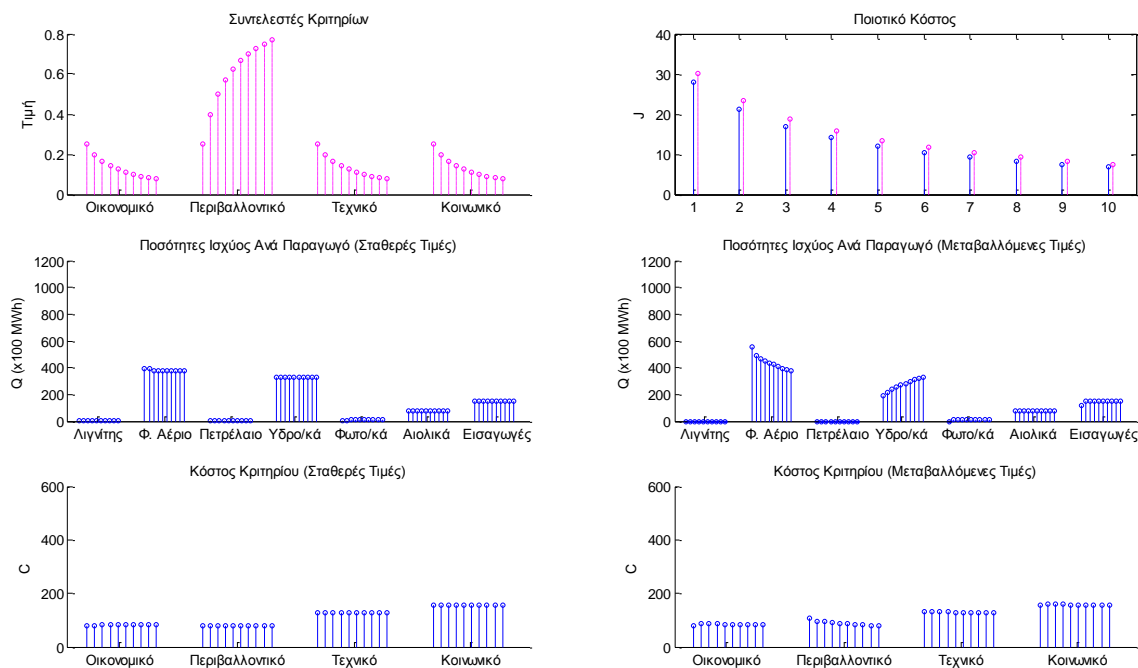 Συντελεστές Κριτηρίων
0.8
0.6
0.4
0.2
0
Τιμή
Οικονομικό Περιβαλλοντικό Τεχνικό Κοινωνικό
Ποιοτικό Κόστος
40
30
20
10
0
J
1 2 3 4 5 6 7 8 9 10
Ποσότητες Ισχύος Ανά Παραγωγό (Σταθερές Τιμές)
1200
1000
800
600
400
200
0
Q (x100 MWh)
Λιγνίτης Φ. Αέριο Πετρέλαιο Υδρο/κά Φωτο/κά Αιολικά Εισαγωγές
Ποσότητες Ισχύος Ανά Παραγωγό (Μεταβαλλόμενες Τιμές)
1200
1000
800
600
400
200
0
Q (x100 MWh)
Λιγνίτης Φ. Αέριο Πετρέλαιο Υδρο/κά Φωτο/κά Αιολικά Εισαγωγές
Κόστος Κριτηρίου (Σταθερές Τιμές)
600
400
200
0
C
Οικονομικό Περιβαλλοντικό Τεχνικό Κοινωνικό
Κόστος Κριτηρίου (Μεταβαλλόμενες Τιμές)
600
400
200
0
C
Οικονομικό Περιβαλλοντικό Τεχνικό Κοινωνικό